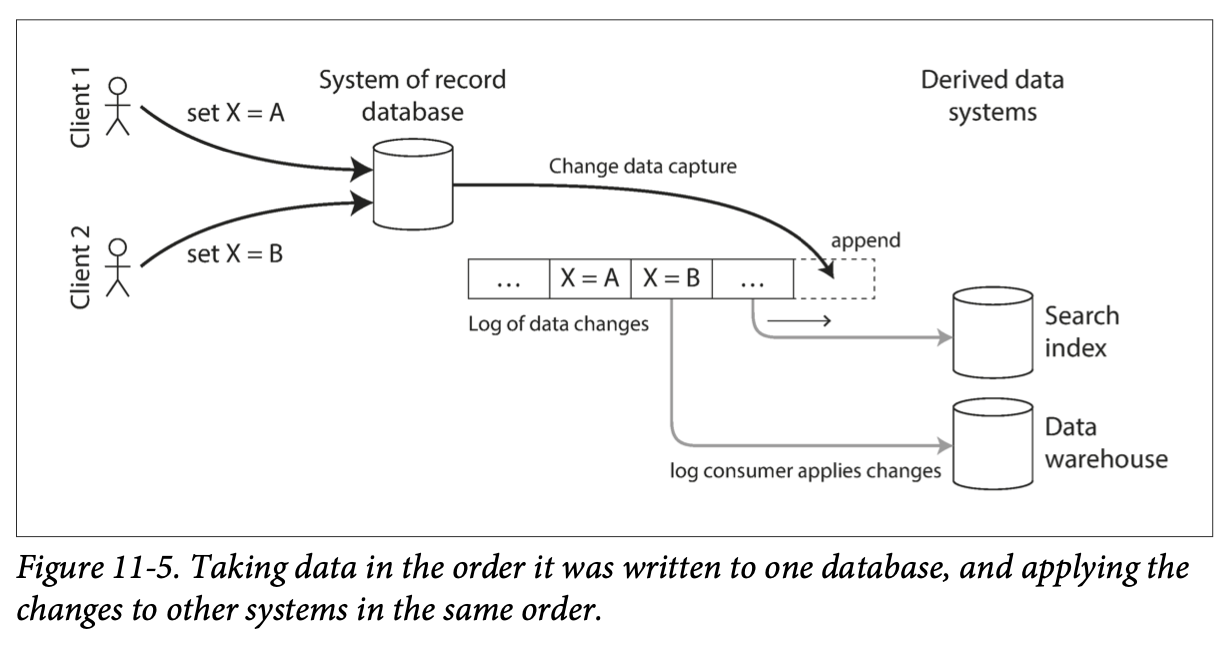 Client 1
set X = A
System of record
database
Derived data
systems
Change data capture
Client 2
set X = B
append
… X = A X = B …
Log of data changes
Search
index
Data
warehouse
log consumer applies changes
Figure 11-5. Taking data in the order it was written to one database, and applying the
changes to other systems in the same order.